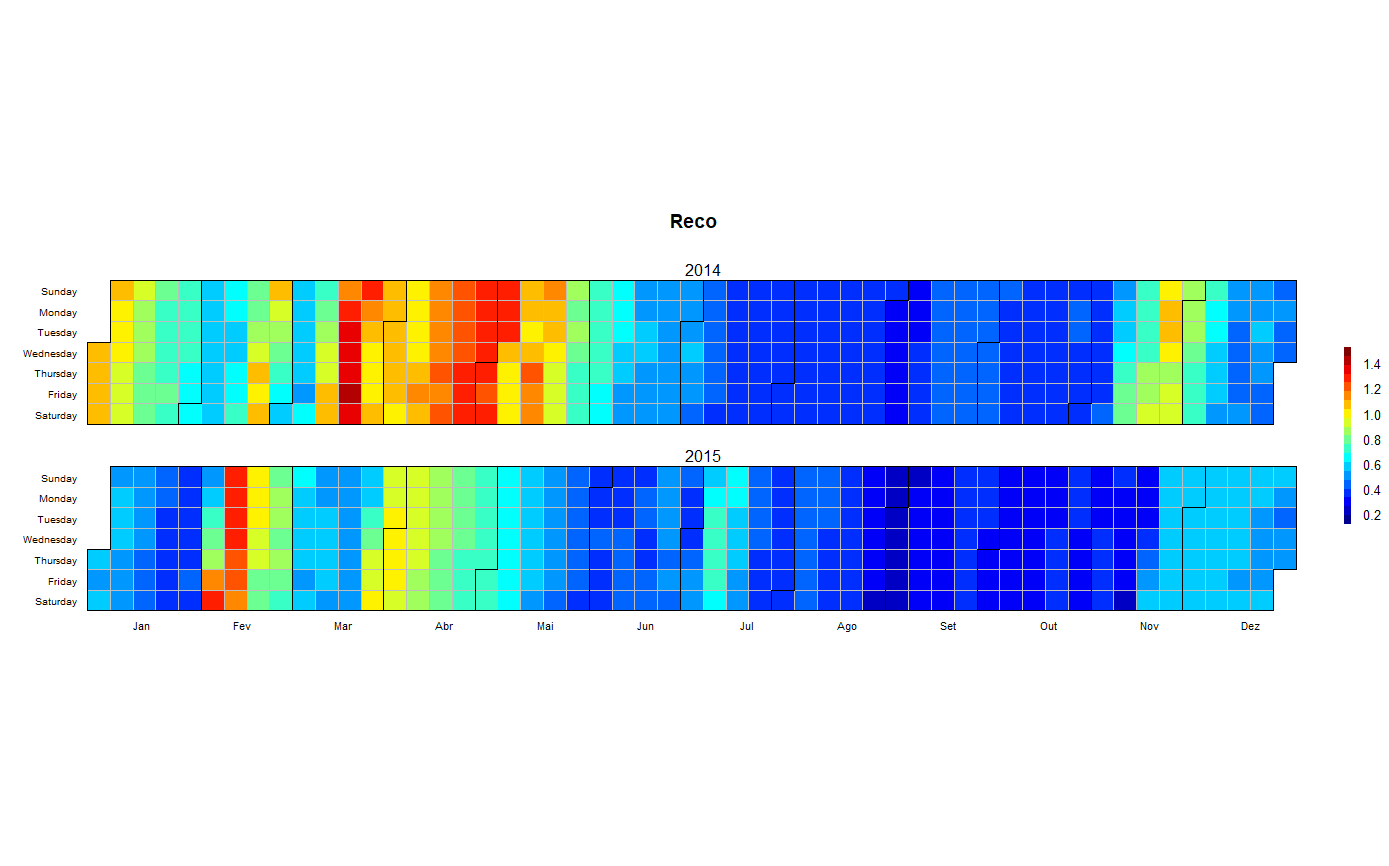 Reco
2014
Sunday
Monday
Tuesday
Wednesday
Thursday
Friday
Saturday
2015
Sunday
Monday
Tuesday
Wednesday
Thursday
Friday
Saturday
Jan Fev Mar Abr Mai Jun Jul Ago Set Out Nov Dez
1.4
1.2
1.0
0.8
0.6
0.4
0.2